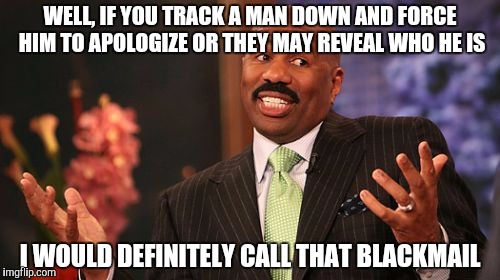 WELL, IF YOU TRACK A MAN DOWN AND FORCE
HIM TO APOLOGIZE OR THEY MAY REVEAL WHO HE IS
I WOULD DEFINITELY CALL THAT BLACKMAIL
imgflip.com